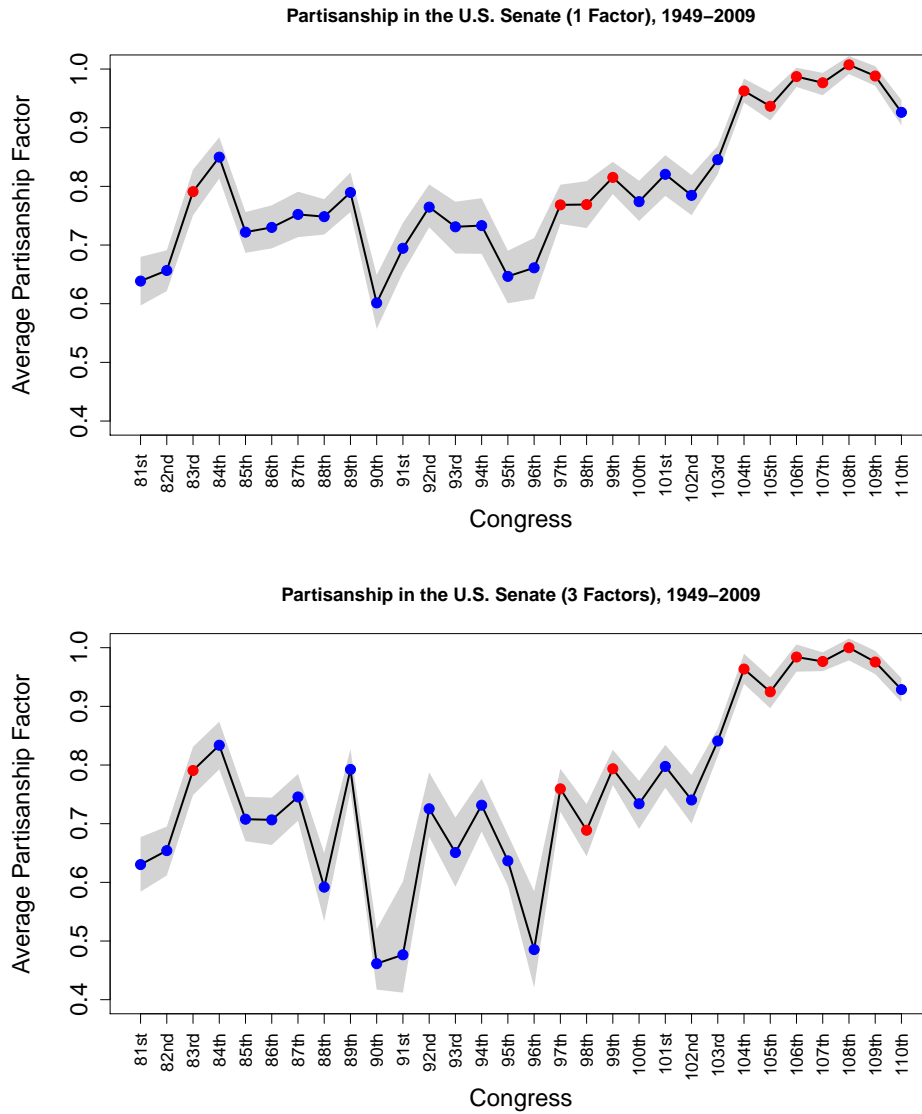 Partisanship in the U.S. Senate (1 Factor), 1949−2009
Average Partisanship Factor
1.0
0.9
0.8
0.7
0.6
0.5
0.4
81st 82nd 83rd 84th 85th 86th 87th 88th 89th 90th 91st 92nd 93rd 94th 95th 96th 97th 98th 99th 100th 101st 102nd 103rd 104th 105th 106th 107th 108th 109th 110th
Congress
Partisanship in the U.S. Senate (3 Factors), 1949−2009
Average Partisanship Factor
1.0
0.9
0.8
0.7
0.6
0.5
0.4
81st 82nd 83rd 84th 85th 86th 87th 88th 89th 90th 91st 92nd 93rd 94th 95th 96th 97th 98th 99th 100th 101st 102nd 103rd 104th 105th 106th 107th 108th 109th 110th
Congress